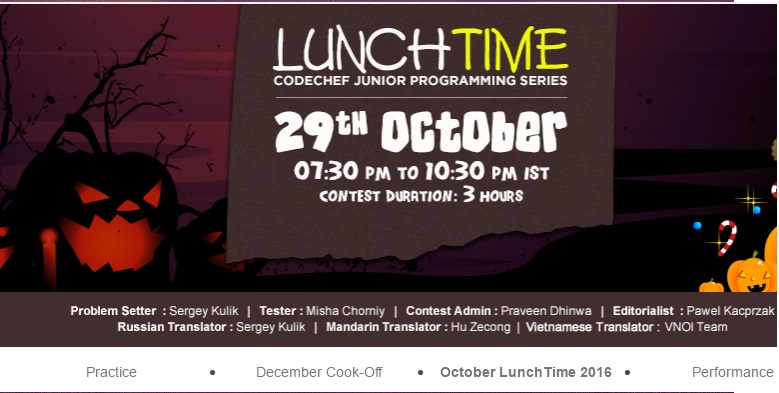 LUNCHTIME
CODECHEF JUNIOR PROGRAMMING SERIES
29th October
07:30 PM TO 10:30 PM IST
CONTEST DURATION: 3 HOURS
Problem Setter : Sergey Kulik | Tester : Misha Chorniy | Contest Admin : Praveen Dhinwa | Editorialist : Pawel Kacprzak
Russian Translator : Sergey Kulik | Mandarin Translator : Hu Zecong | Vietnamese Translator : VNOI Team
Practice • December Cook-Off • October LunchTime 2016 • Performance